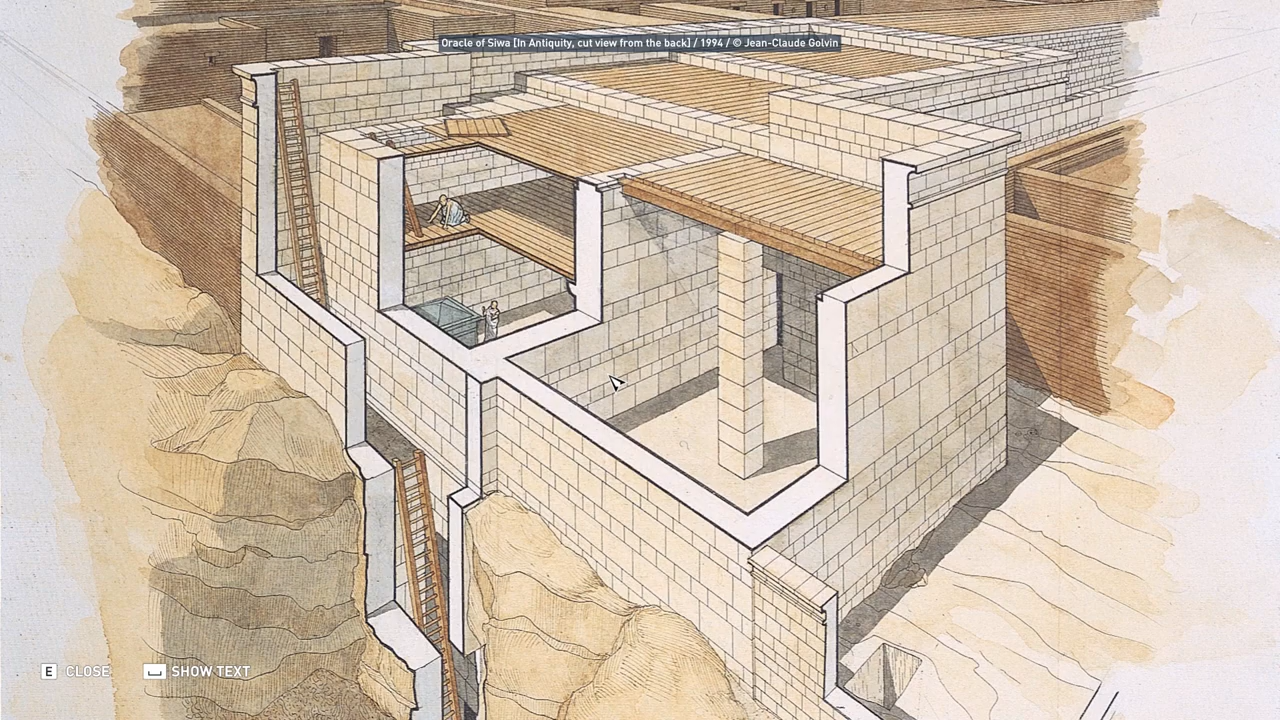 Oracle of Siwa [In Antiquity, cut view from the back] / 1994 / © Jean-Claude Golvin
E CLOSE
SHOW TEXT